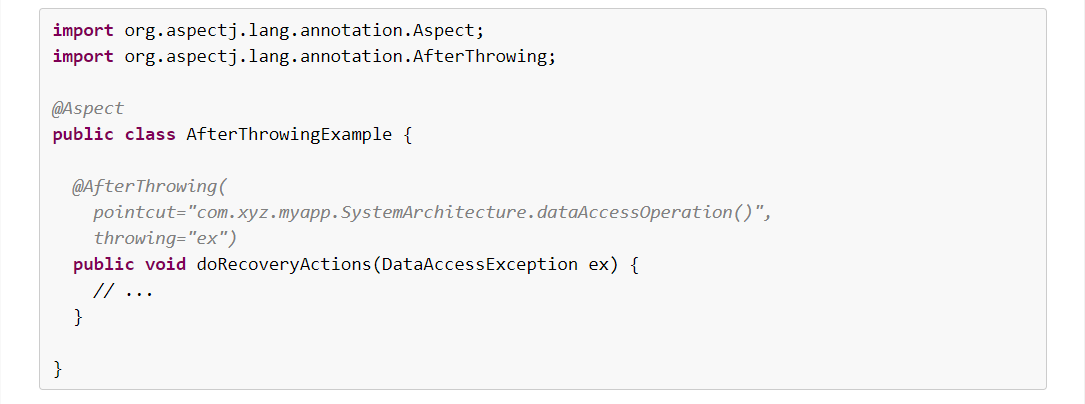 import org.aspectj.lang.annotation.Aspect;
import org.aspectj.lang.annotation.AfterThrowing;
@Aspect
public class AfterThrowingExample {
@AfterThrowing(
pointcut="com.xyz.myapp.SystemArchitecture.dataAccessOperation()",
throwing="ex")
public void doRecoveryActions(DataAccessException ex) {
// ...
}
}